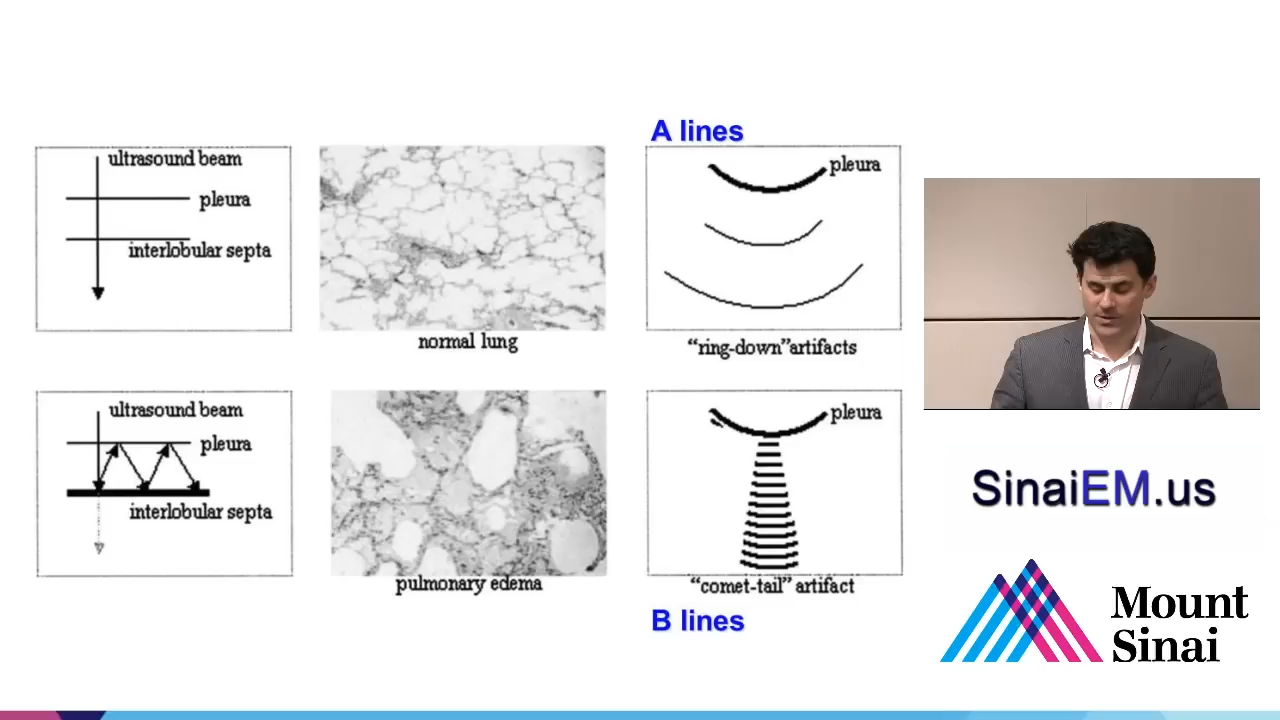 A lines
ultrasound beam
pleura
interlobular septa
normal lung
pleura
“ring-down”artifacts
ultrasound beam
pleura
interlobular septa
pulmonary edema
pleura
“comet-tail” artifact
B lines
SinaiEM.us
Mount
Sinai